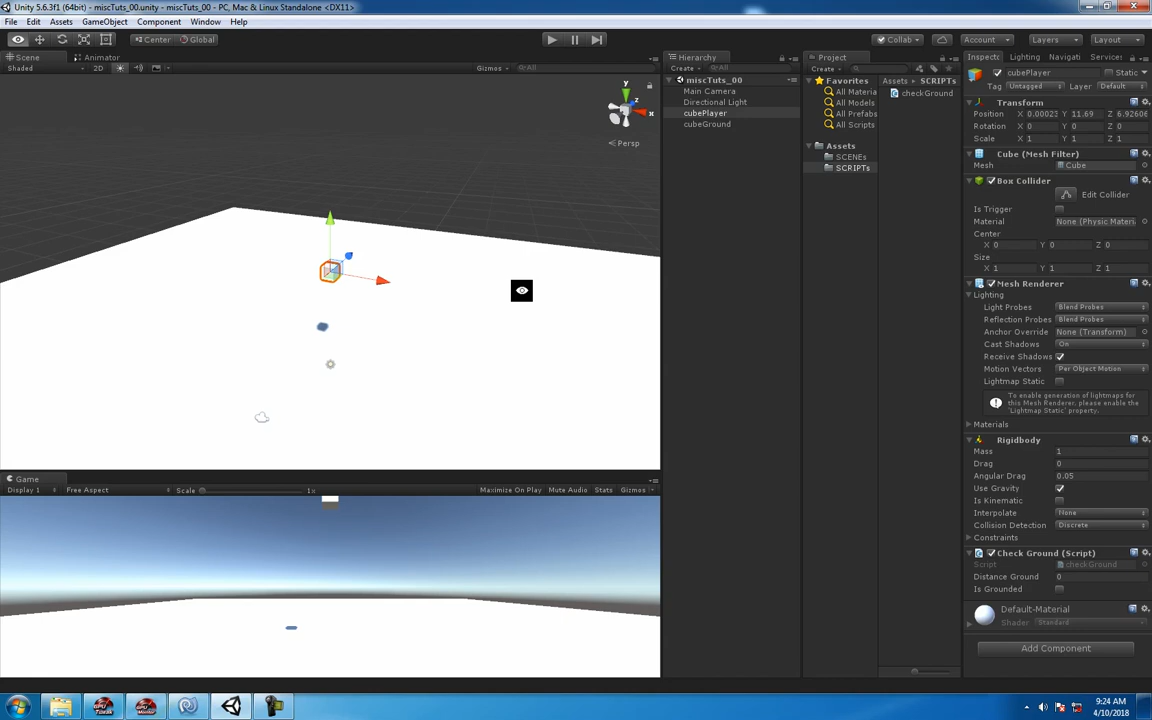 Unity 5.6.3f1 (64bit) - miscTuts_00.unity - miscTuts_00 - PC, Mac & Linux Standalone <DX11>
File Edit Assets GameObject Component Window Help
Center Global
Collab Account Layers Layout
Scene Animator
Shaded 2D Gizmos All
y
z
x
Persp
Hierarchy
Create All
miscTuts_00
Main Camera
Directional Light
cubePlayer
cubeGround
Project
Create
Favorites
All Materia
All Models
All Prefabs
All Scripts
Assets
SCENEs
SCRIPTs
Assets SCRIPTs
checkGround
Inspect Lighting Navigati Services
cubePlayer Static
Tag Untagged Layer Default
Transform
Position X 0.00023 Y 11.69 Z 6.92606
Rotation X 0 Y 0 Z 0
Scale X 1 Y 1 Z 1
Cube (Mesh Filter)
Mesh Cube
Box Collider
Edit Collider
Is Trigger
Material None (Physic Materi
Center
X 0 Y 0 Z 0
Size
X 1 Y 1 Z 1
Mesh Renderer
Lighting
Light Probes Blend Probes
Reflection Probes Blend Probes
Anchor Override None (Transform)
Cast Shadows On
Receive Shadows
Motion Vectors Per Object Motion
Lightmap Static
To enable generation of lightmaps for
this Mesh Renderer, please enable the
'Lightmap Static' property.
Materials
Rigidbody
Mass 1
Drag 0
Angular Drag 0.05
Use Gravity
Is Kinematic
Interpolate None
Collision Detection Discrete
Constraints
Check Ground (Script)
Script checkGround
Distance Ground 0
Is Grounded
Default-Material
Shader Standard
Add Component
Game
Display 1 Free Aspect Scale 1x Maximize On Play Mute Audio Stats Gizmos
GPU Tweak
GPU Monitor
9:24 AM
4/10/2018